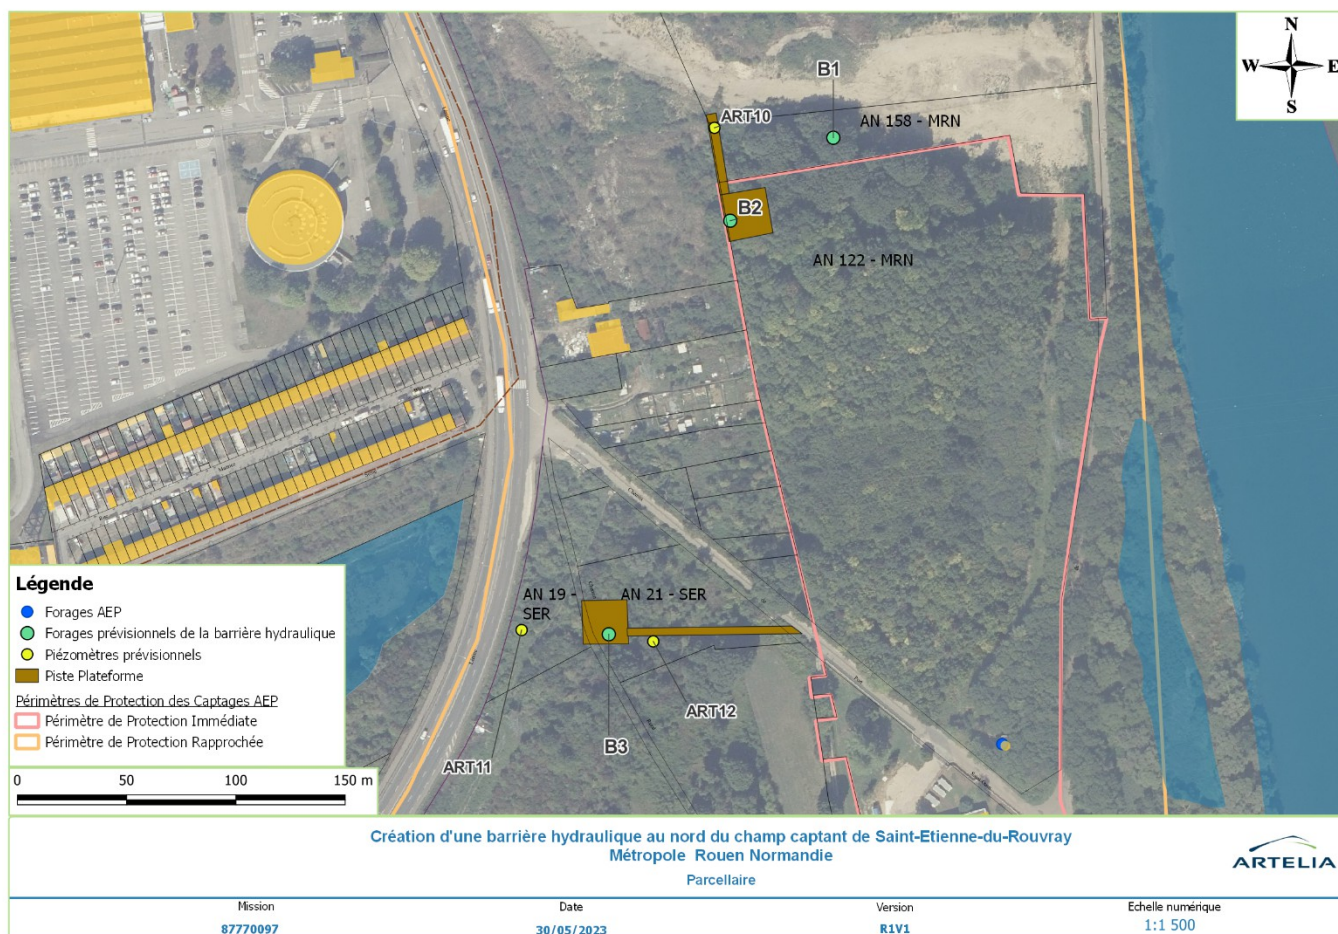 N
W E
S
B1
ART10
AN 158 - MRN
B2
AN 122 - MRN
AN 19 -
SER
AN 21 - SER
ART12
B3
ART11
Légende
Forages AEP
Forages prévisionnels de la barrière hydraulique
Piézomètres prévisionnels
Piste Plateforme
Périmètres de Protection des Captages AEP
Périmètre de Protection Immédiate
Périmètre de Protection Rapprochée
0 50 100 150 m
Création d'une barrière hydraulique au nord du champ captant de Saint-Etienne-du-Rouvray
Métropole Rouen Normandie
Parcellaire
ARTELIA
Mission Date Version Echelle numérique
87770097 30/05/2023 R1V1 1:1 500